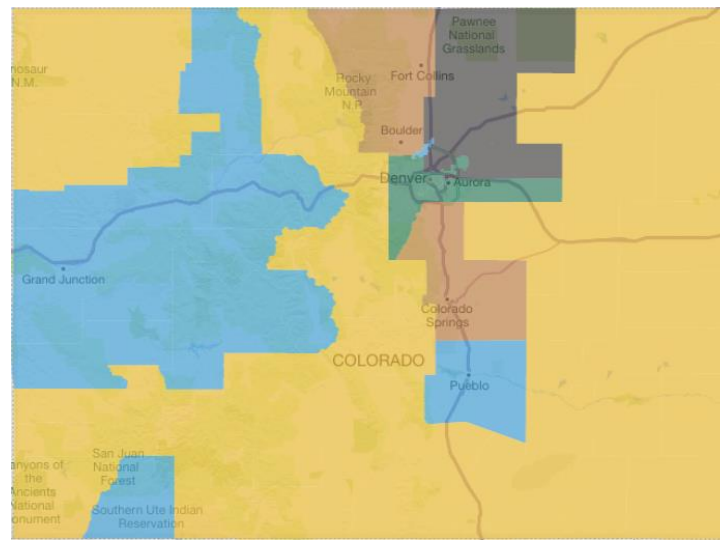 Pawnee
National
Grasslands
nosaur
N.M.
Rocky
Mountain
N.P.
Fort Collins
Boulder
Denver
Aurora
Grand Junction
Colorado
Springs
COLORADO
Pueblo
San Juan
National
Forest
anyons of
the
Ancients
National
onument
Southern Ute Indian
Reservation